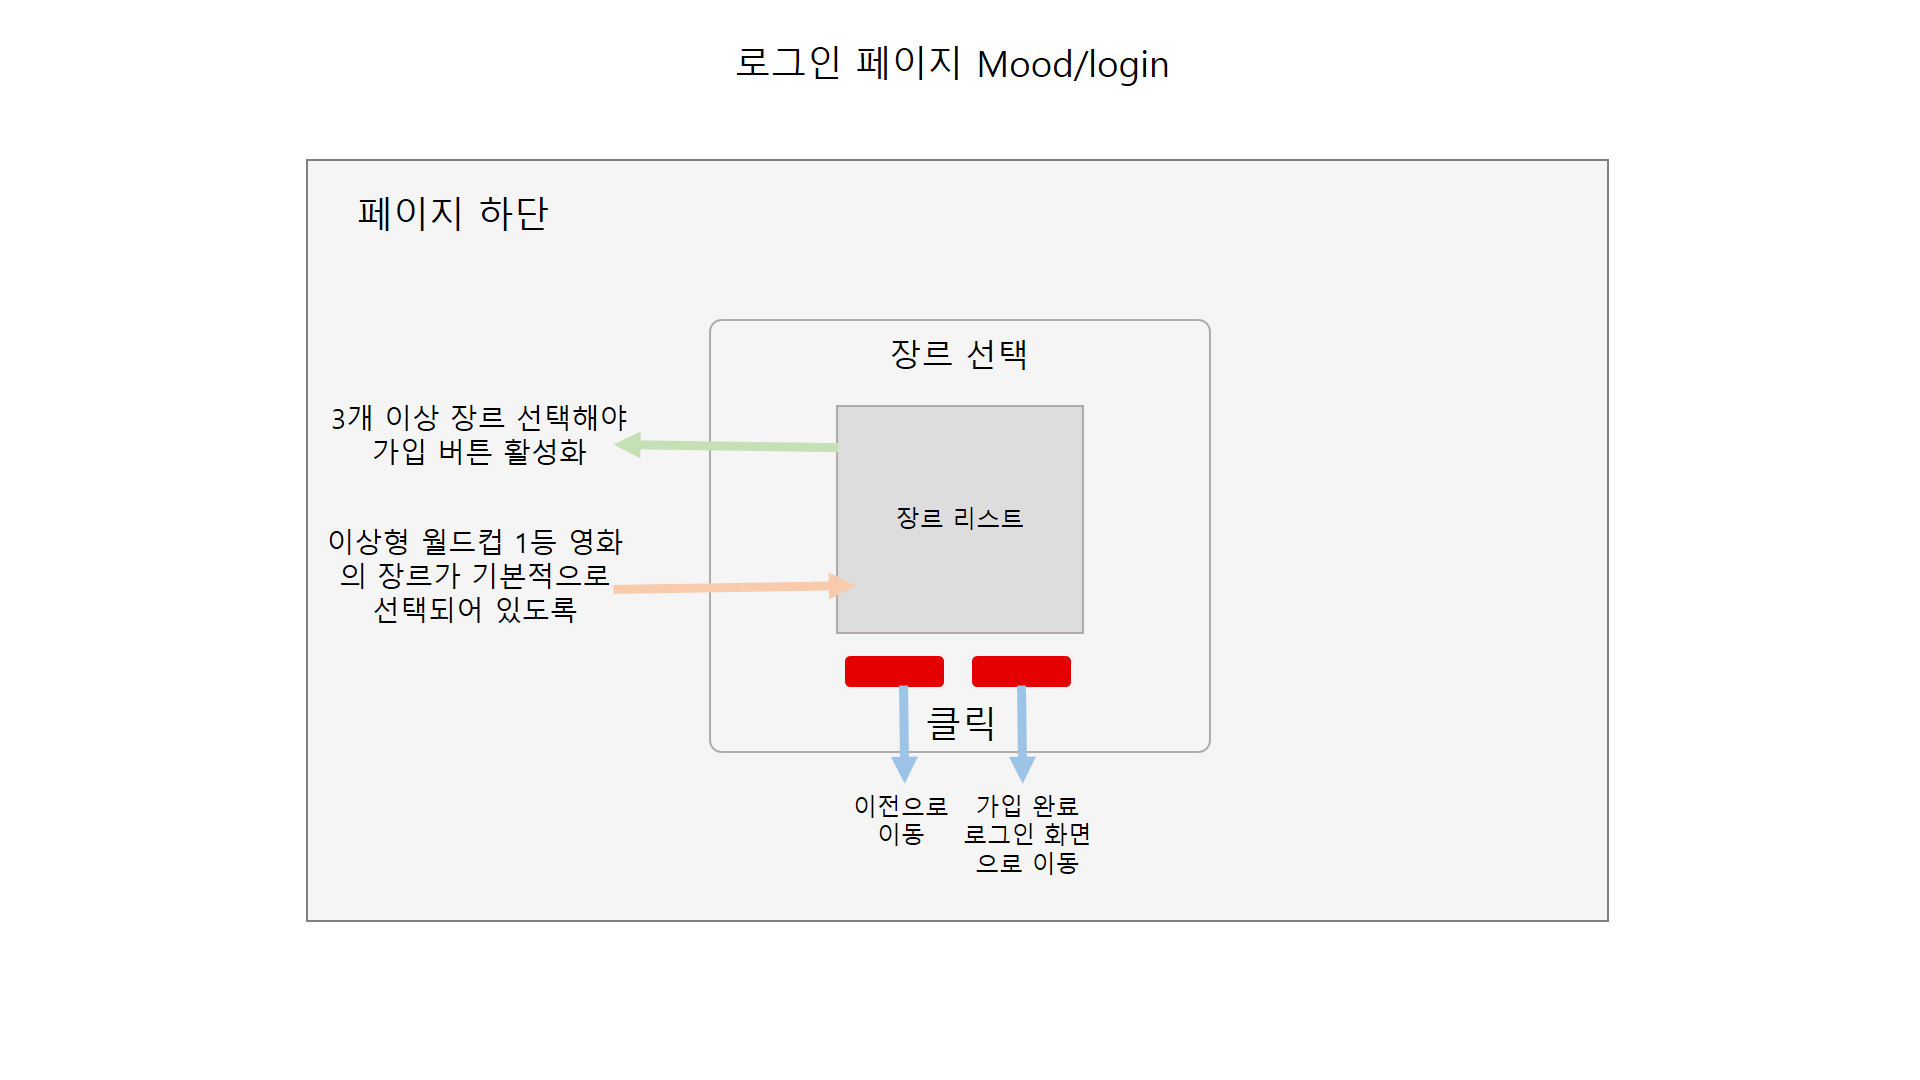 로그인 페이지 Mood/login
페이지 하단
장르 선택
3개 이상 장르 선택해야
가입 버튼 활성화
장르 리스트
이상형 월드컵 1등 영화
의 장르가 기본적으로
선택되어 있도록
클릭
이전으로
이동
가입 완료
로그인 화면
으로 이동